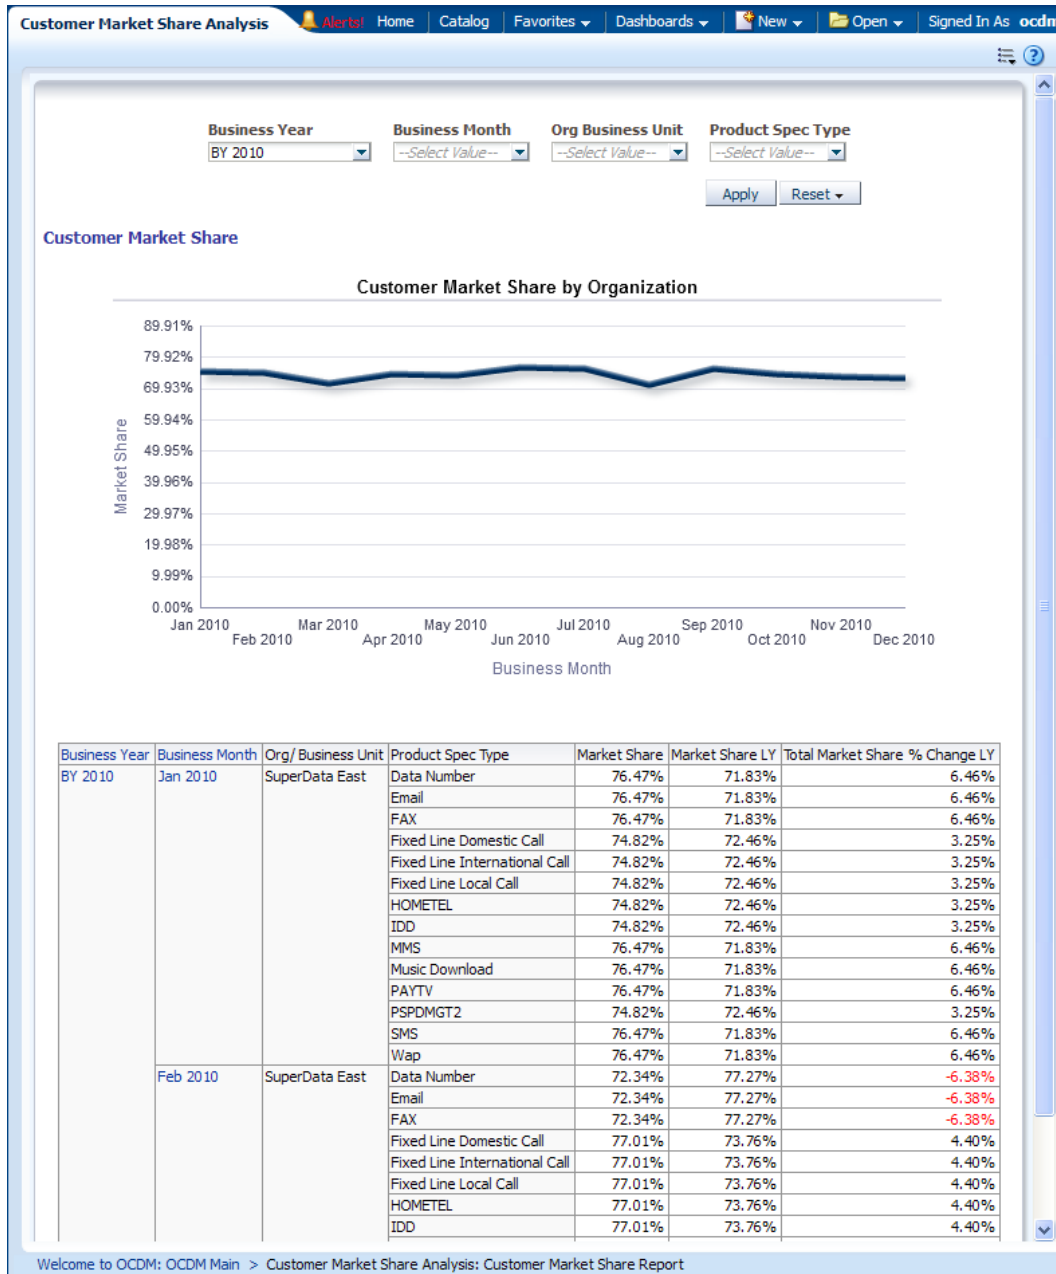 Customer Market Share Analysis Alerts! Home Catalog Favorites Dashboards New Open Signed In As ocdm
Business Year Business Month Org Business Unit Product Spec Type
BY 2010 --Select Value-- --Select Value-- --Select Value--
Apply Reset
Customer Market Share
Customer Market Share by Organization
89.91%
79.92%
69.93%
59.94%
49.95%
39.96%
29.97%
19.98%
9.99%
0.00%
Market Share
Jan 2010 Mar 2010 May 2010 Jul 2010 Sep 2010 Nov 2010
Feb 2010 Apr 2010 Jun 2010 Aug 2010 Oct 2010 Dec 2010
Business Month
Business Year Business Month Org/ Business Unit Product Spec Type Market Share Market Share LY Total Market Share % Change LY
BY 2010 Jan 2010 SuperData East Data Number 76.47% 71.83% 6.46%
Email 76.47% 71.83% 6.46%
FAX 76.47% 71.83% 6.46%
Fixed Line Domestic Call 74.82% 72.46% 3.25%
Fixed Line International Call 74.82% 72.46% 3.25%
Fixed Line Local Call 74.82% 72.46% 3.25%
HOMETEL 74.82% 72.46% 3.25%
IDD 74.82% 72.46% 3.25%
MMS 76.47% 71.83% 6.46%
Music Download 76.47% 71.83% 6.46%
PAYTV 76.47% 71.83% 6.46%
PSPDMGT2 74.82% 72.46% 3.25%
SMS 76.47% 71.83% 6.46%
Wap 76.47% 71.83% 6.46%
Feb 2010 SuperData East Data Number 72.34% 77.27% -6.38%
Email 72.34% 77.27% -6.38%
FAX 72.34% 77.27% -6.38%
Fixed Line Domestic Call 77.01% 73.76% 4.40%
Fixed Line International Call 77.01% 73.76% 4.40%
Fixed Line Local Call 77.01% 73.76% 4.40%
HOMETEL 77.01% 73.76% 4.40%
IDD 77.01% 73.76% 4.40%
Welcome to OCDM: OCDM Main > Customer Market Share Analysis: Customer Market Share Report